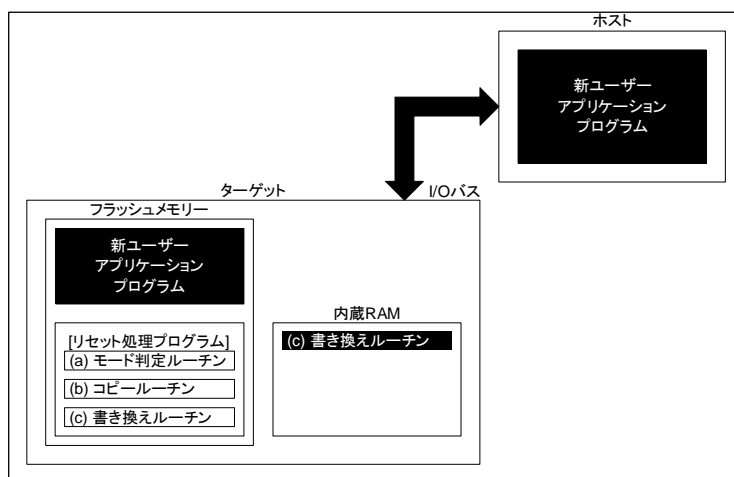 ホスト
新ユーザー
アプリケーション
プログラム
ターゲット
I/Oバス
フラッシュメモリー
新ユーザー
アプリケーション
プログラム
内蔵RAM
[リセット処理プログラム]
(a) モード判定ルーチン
(b) コピールーチン
(c) 書き換えルーチン
(c) 書き換えルーチン